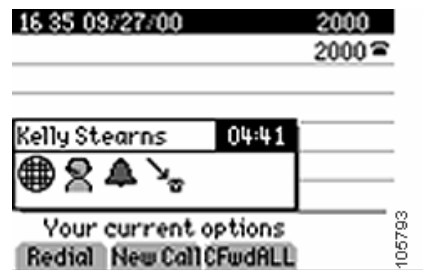 16 35 09/27/00 2000
2000
Kelly Stearns 04:41
Your current options
Redial New Call CFwdALL
105793